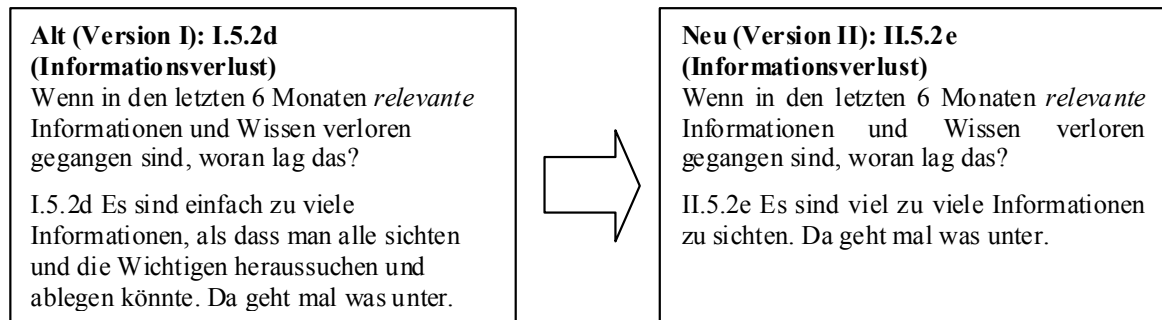 Alt (Version I): I.5.2d
(Informationsverlust)
Wenn in den letzten 6 Monaten relevante
Informationen und Wissen verloren
gegangen sind, woran lag das?
I.5.2d Es sind einfach zu viele
Informationen, als dass man alle sichten
und die Wichtigen heraussuchen und
ablegen könnte. Da geht mal was unter.
Neu (Version II): II.5.2e
(Informationsverlust)
Wenn in den letzten 6 Monaten relevante
Informationen und Wissen verloren
gegangen sind, woran lag das?
II.5.2e Es sind viel zu viele Informationen
zu sichten. Da geht mal was unter.